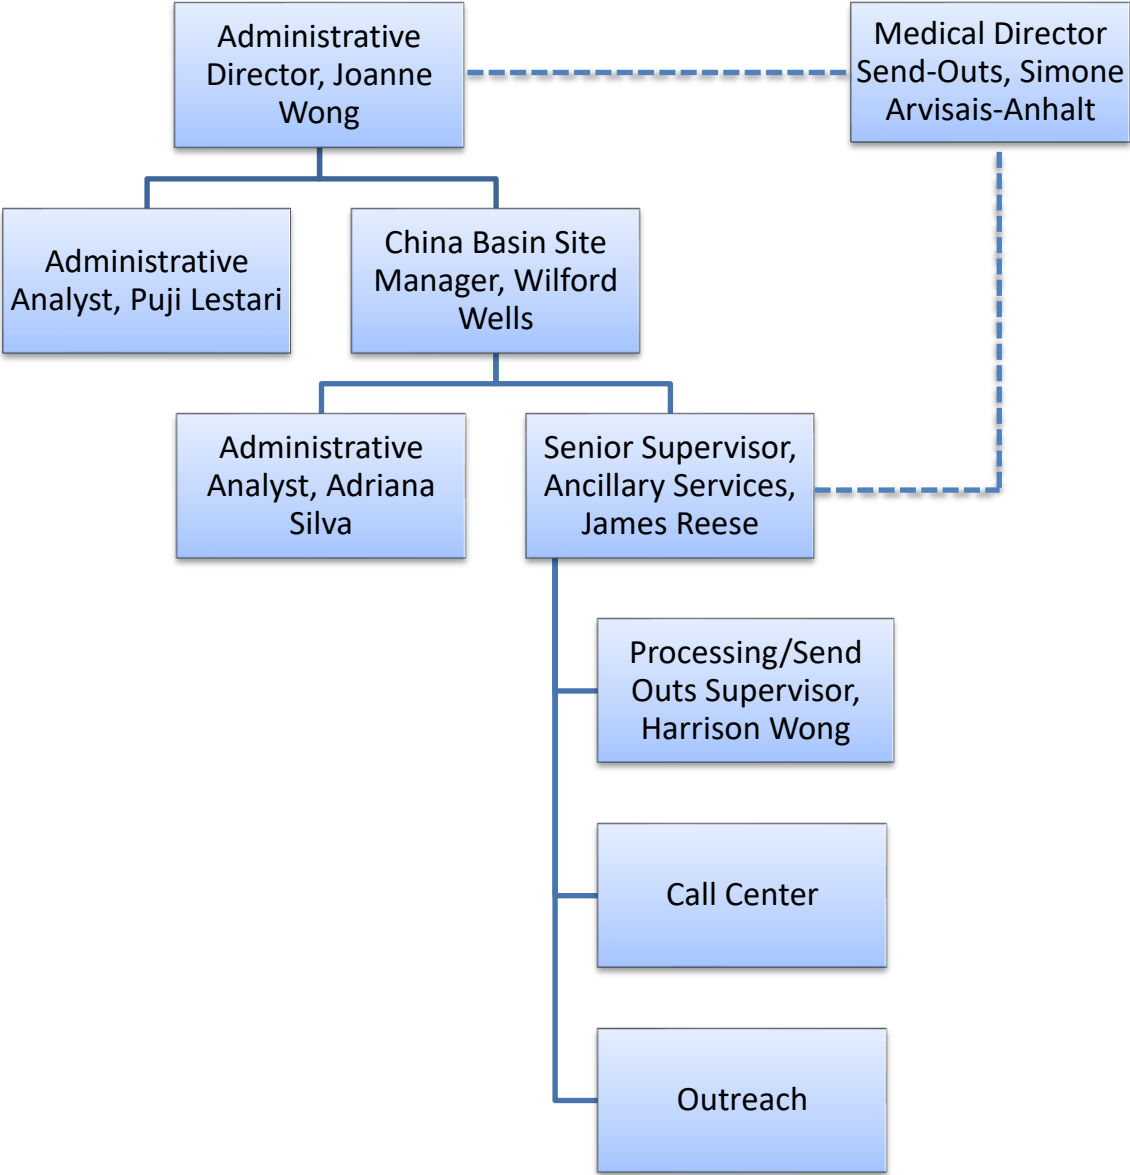 Administrative
Director, Joanne
Wong
Medical Director
Send-Outs, Simone
Arvisais-Anhalt
Administrative
Analyst, Puji Lestari
China Basin Site
Manager, Wilford
Wells
Administrative
Analyst, Adriana
Silva
Senior Supervisor,
Ancillary Services,
James Reese
Processing/Send
Outs Supervisor,
Harrison Wong
Call Center
Outreach